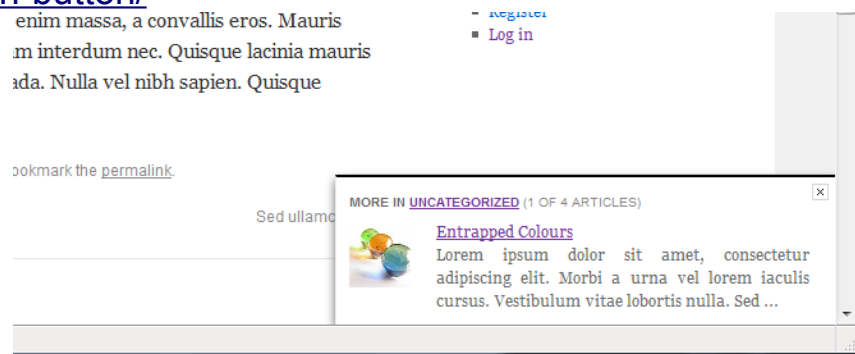 n-button/
enim massa, a convallis eros. Mauris
m interdum nec. Quisque lacinia mauris
ada. Nulla vel nibh sapien. Quisque
Register
Log in
ookmark the permalink.
Sed ullamc
MORE IN UNCATEGORIZED (1 OF 4 ARTICLES)
Entrapped Colours
Lorem ipsum dolor sit amet, consectetur
adipiscing elit. Morbi a urna vel lorem iaculis
cursus. Vestibulum vitae lobortis nulla. Sed ...